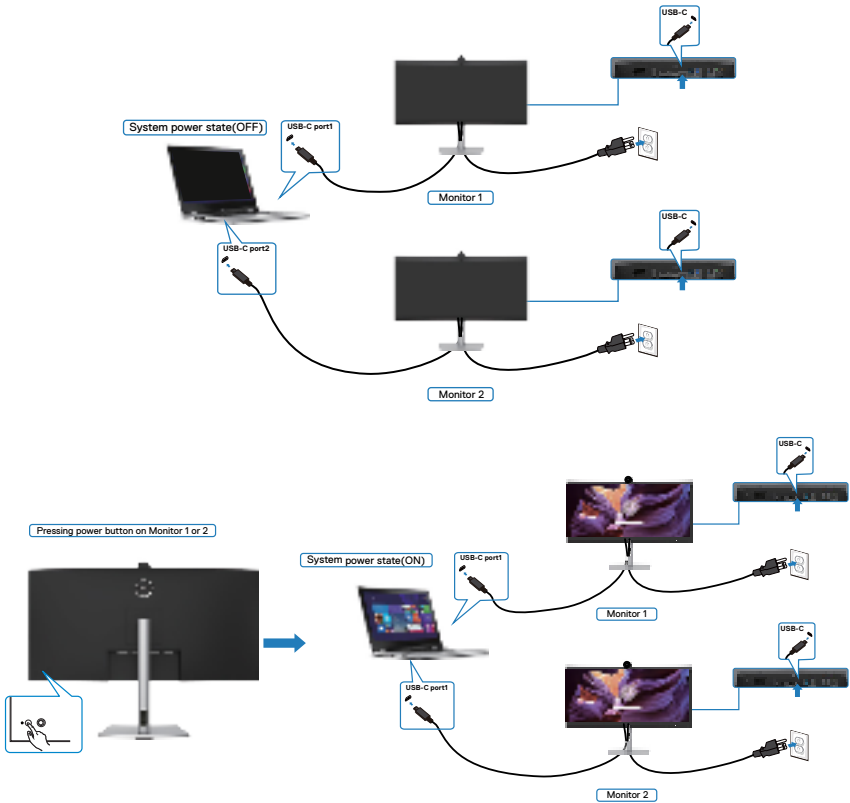 USB-C
System power state(OFF)
USB-C port1
Monitor 1
USB-C
USB-C port2
Monitor 2
USB-C
Pressing power button on Monitor 1 or 2
System power state(ON)
USB-C port1
Monitor 1
USB-C
USB-C port1
Monitor 2